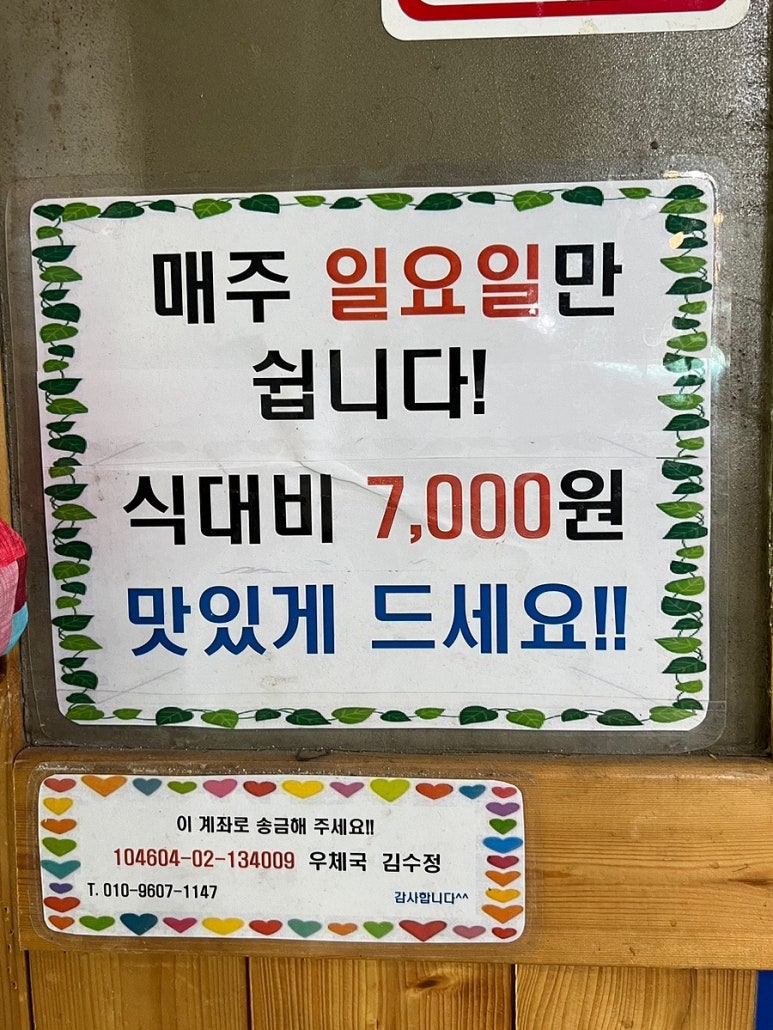 매주 일요일만
쉽니다!
식대비 7,000원
맛있게 드세요!!
이 계좌로 송금해 주세요!!
104604-02-134009 우체국 김수정
T. 010-9607-1147
감사합니다^^